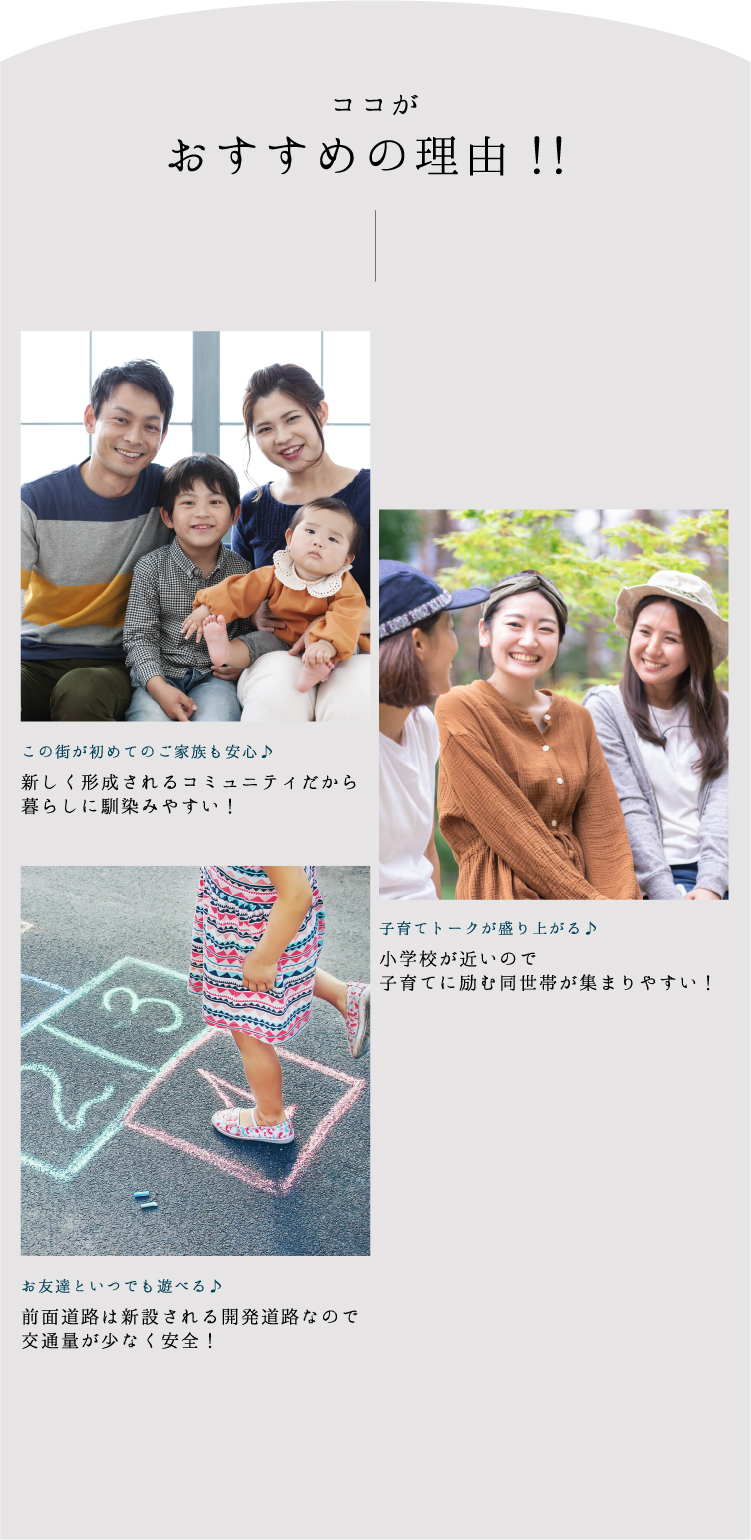 ココが
おすすめの理由!!
この街が初めてのご家族も安心♪
新しく形成されるコミュニティだから
暮らしに馴染みやすい!
子育てトークが盛り上がる♪
小学校が近いので
子育てに励む同世帯が集まりやすい!
3
2
1
お友達といつでも遊べる♪
前面道路は新設される開発道路なので
交通量が少なく安全!